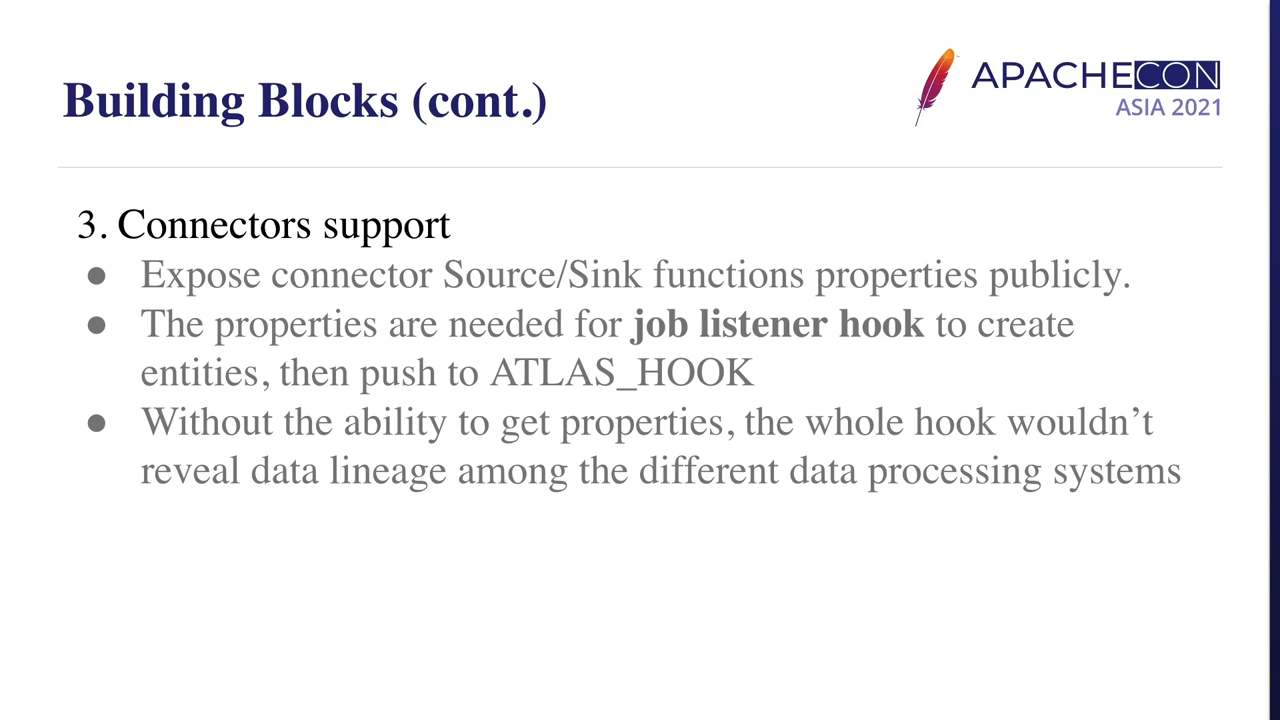 Building Blocks (cont.)
APACHECON
ASIA 2021
3. Connectors support
● Expose connector Source/Sink functions properties publicly.
● The properties are needed for job listener hook to create
entities, then push to ATLAS_HOOK
● Without the ability to get properties, the whole hook wouldn’t
reveal data lineage among the different data processing systems